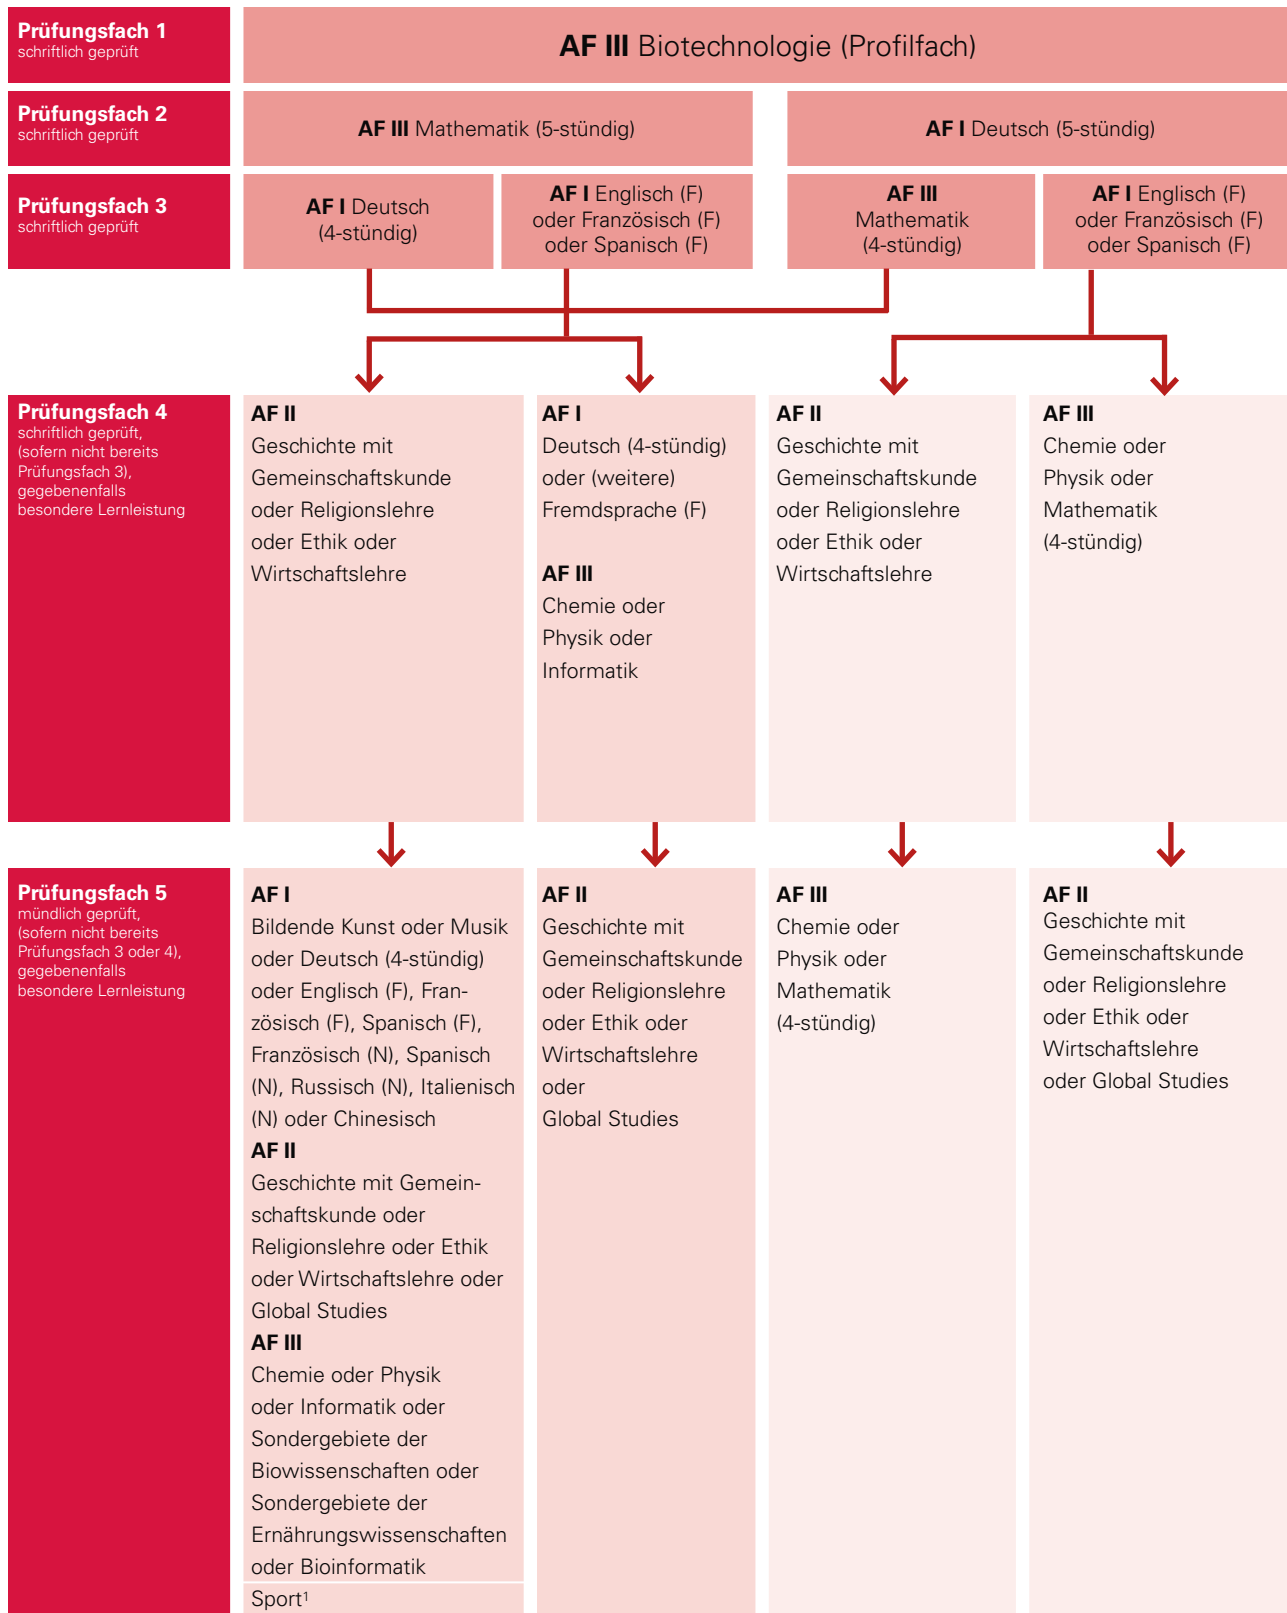 Prüfungsfach 1
schriftlich geprüft
AF III Biotechnologie (Profilfach)
Prüfungsfach 2
schriftlich geprüft
AF III Mathematik (5-stündig)
AF I Deutsch (5-stündig)
Prüfungsfach 3
schriftlich geprüft
AF I Deutsch
(4-stündig)
AF I Englisch (F)
oder Französisch (F)
oder Spanisch (F)
AF III
Mathematik
(4-stündig)
AF I Englisch (F)
oder Französisch (F)
oder Spanisch (F)
Prüfungsfach 4
schriftlich geprüft,
(sofern nicht bereits
Prüfungsfach 3),
gegebenenfalls
besondere Lernleistung
AF II
Geschichte mit
Gemeinschaftskunde
oder Religionslehre
oder Ethik oder
Wirtschaftslehre
AF I
Deutsch (4-stündig)
oder (weitere)
Fremdsprache (F)
AF III
Chemie oder
Physik oder
Informatik
AF II
Geschichte mit
Gemeinschaftskunde
oder Religionslehre
oder Ethik oder
Wirtschaftslehre
AF III
Chemie oder
Physik oder
Mathematik
(4-stündig)
Prüfungsfach 5
mündlich geprüft,
(sofern nicht bereits
Prüfungsfach 3 oder 4),
gegebenenfalls
besondere Lernleistung
AF I
Bildende Kunst oder Musik
oder Deutsch (4-stündig)
oder Englisch (F), Fran-
zösisch (F), Spanisch (F),
Französisch (N), Spanisch
(N), Russisch (N), Italienisch
(N) oder Chinesisch
AF II
Geschichte mit Gemein-
schaftskunde oder
Religionslehre oder Ethik
oder Wirtschaftslehre oder
Global Studies
AF III
Chemie oder Physik
oder Informatik oder
Sondergebiete der
Biowissenschaften oder
Sondergebiete der
Ernährungswissenschaften
oder Bioinformatik
Sport¹
AF II
Geschichte mit
Gemeinschaftskunde
oder Religionslehre
oder Ethik oder
Wirtschaftslehre
oder
Global Studies
AF III
Chemie oder
Physik oder
Mathematik
(4-stündig)
AF II
Geschichte mit
Gemeinschaftskunde
oder Religionslehre
oder Ethik oder
Wirtschaftslehre
oder Global Studies